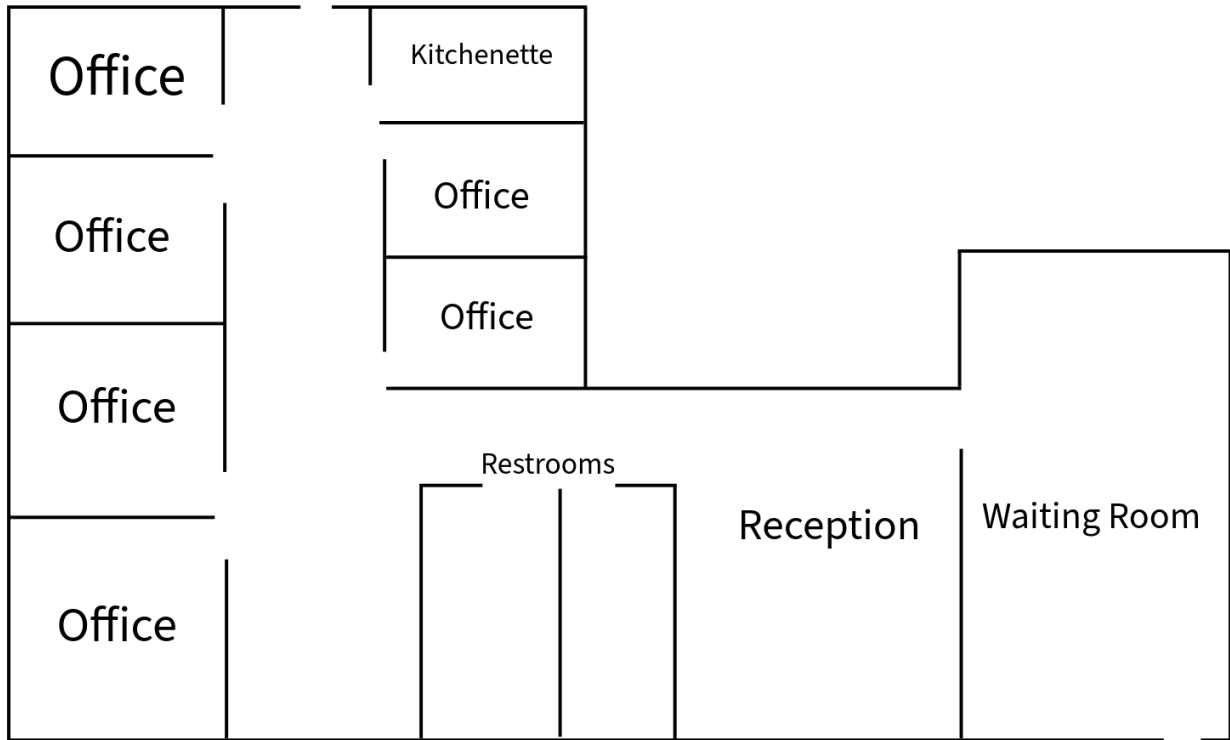 Office
Kitchenette
Office
Office
Office
Office
Restrooms
Reception
Waiting Room
Office